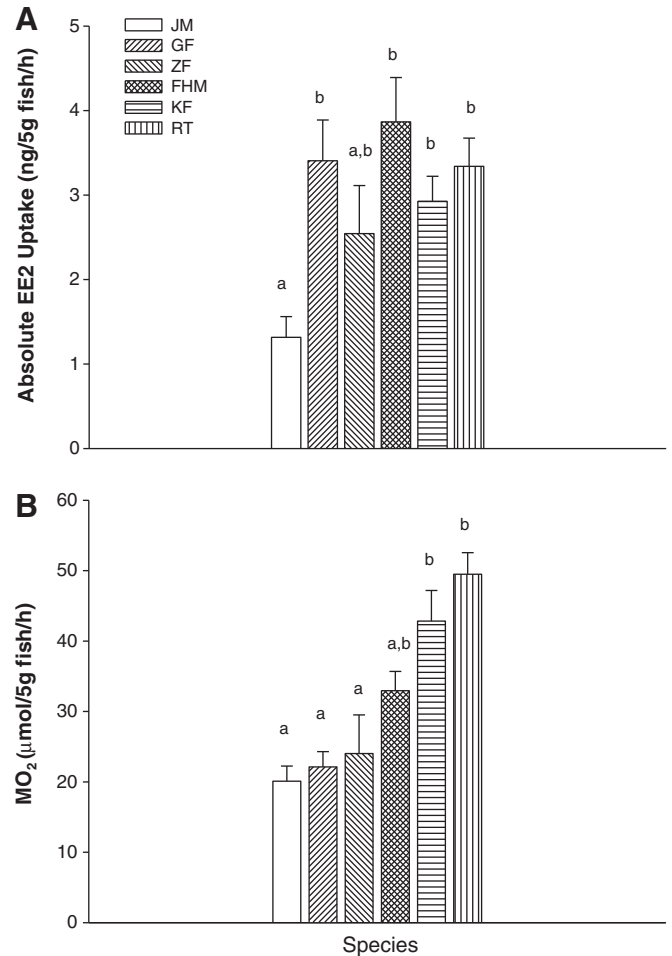 A
Absolute EE2 Uptake (ng/5g fish/h)
5
4
3
2
1
0
JM
GF
ZF
FHM
KF
RT
a
b
a,b
b
b
b
B
MO₂ (μmol/5g fish/h)
60
50
40
30
20
10
0
a
a
a
a,b
b
b
Species